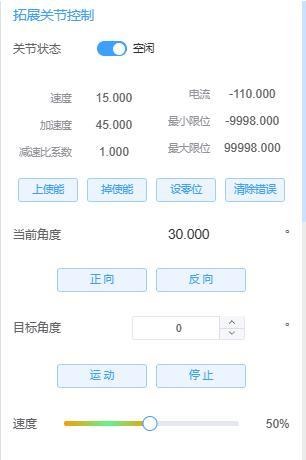 拓展关节控制
关节状态 空闲
速度 15.000 电流 -110.000
加速度 45.000 最小限位 -9998.000
减速比系数 1.000 最大限位 99998.000
上使能 掉使能 设零位 清除错误
当前角度 30.000 °
正向 反向
目标角度 0 °
运动 停止
速度 50%